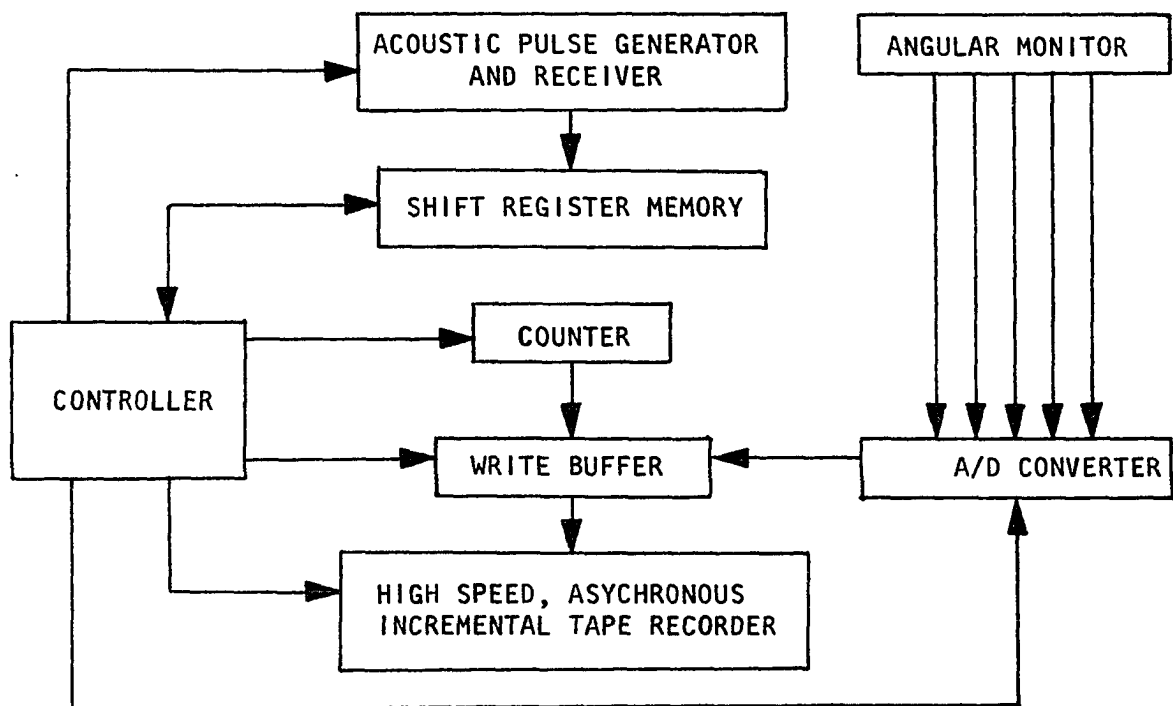 ACOUSTIC PULSE GENERATOR
AND RECEIVER
ANGULAR MONITOR
SHIFT REGISTER MEMORY
COUNTER
CONTROLLER
WRITE BUFFER
A/D CONVERTER
HIGH SPEED, ASYCHRONOUS
INCREMENTAL TAPE RECORDER